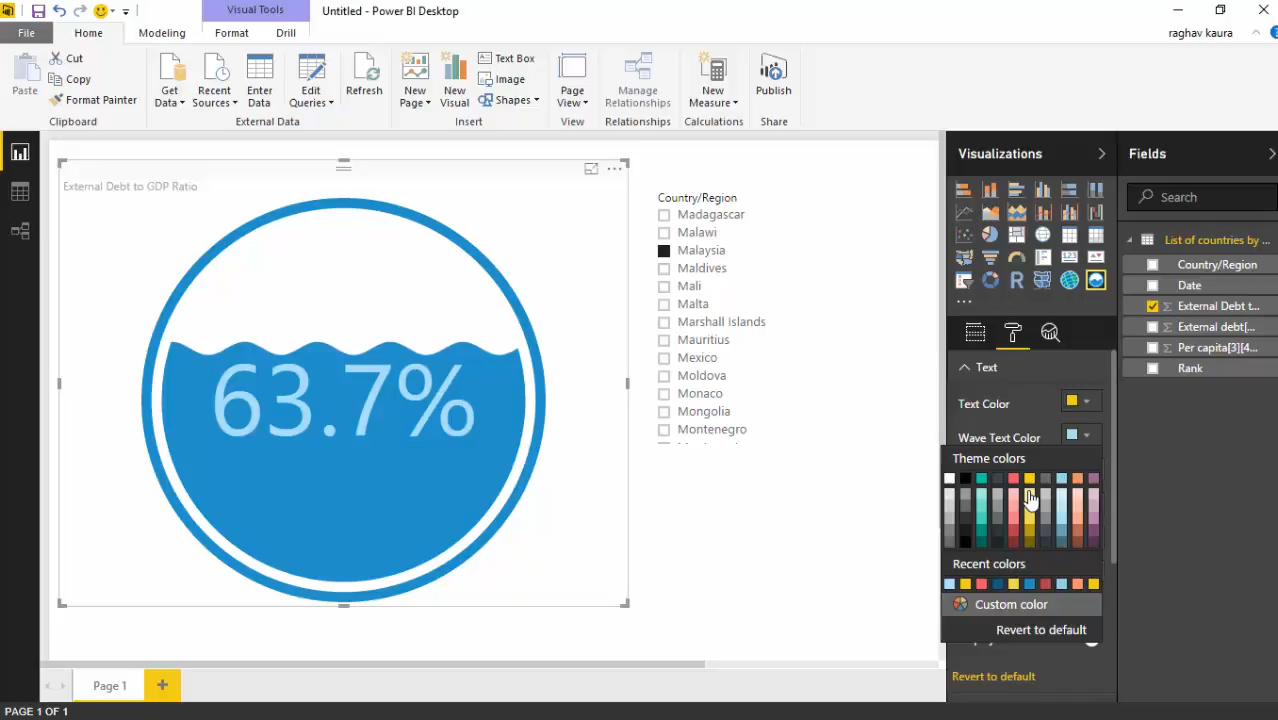 Visual Tools
Untitled - Power BI Desktop
File
Home
Modeling
Format
Drill
raghav kaura
Paste
Cut
Copy
Format Painter
Clipboard
Get Data
Recent Sources
Enter Data
Edit Queries
Refresh
External Data
New Page
New Visual
Text Box
Image
Shapes
Insert
Page View
View
Manage Relationships
Relationships
New Measure
Calculations
Publish
Share
External Debt to GDP Ratio
63.7%
Country/Region
Madagascar
Malawi
Malaysia
Maldives
Mali
Malta
Marshall Islands
Mauritius
Mexico
Moldova
Monaco
Mongolia
Montenegro
Visualizations
Text
Text Color
Wave Text Color
Theme colors
Recent colors
Custom color
Revert to default
Revert to default
Fields
Search
List of countries by ...
Country/Region
Date
External Debt t...
External debt[...
Per capita[3][4...
Rank
Page 1
PAGE 1 OF 1